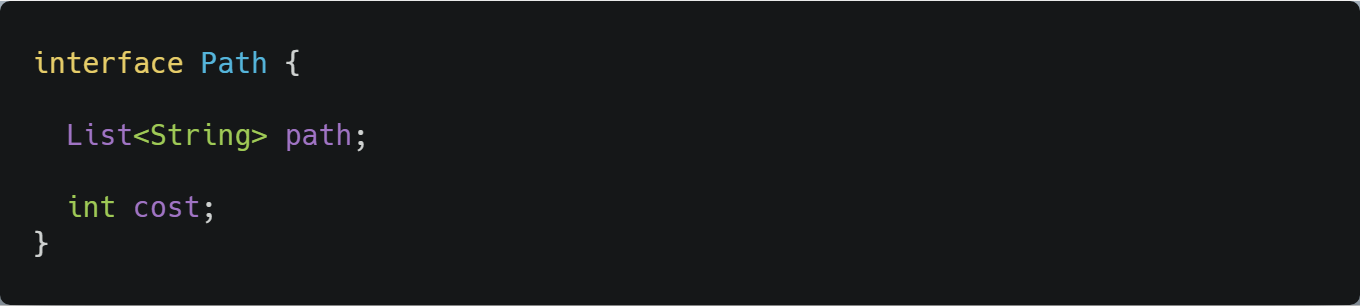 interface Path {
List<String> path;
int cost;
}